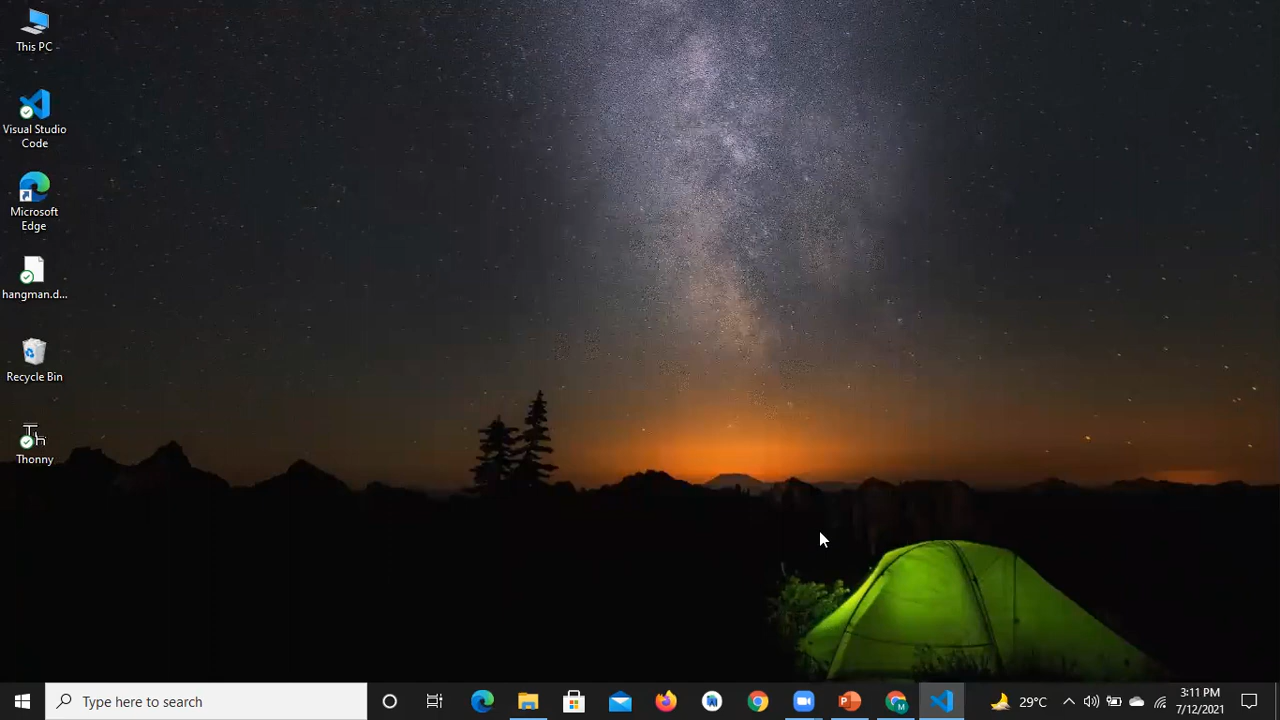 This PC
Visual Studio
Code
Microsoft
Edge
hangman.d...
Recycle Bin
Th
Thonny
Type here to search
29°C
3:11 PM
7/12/2021